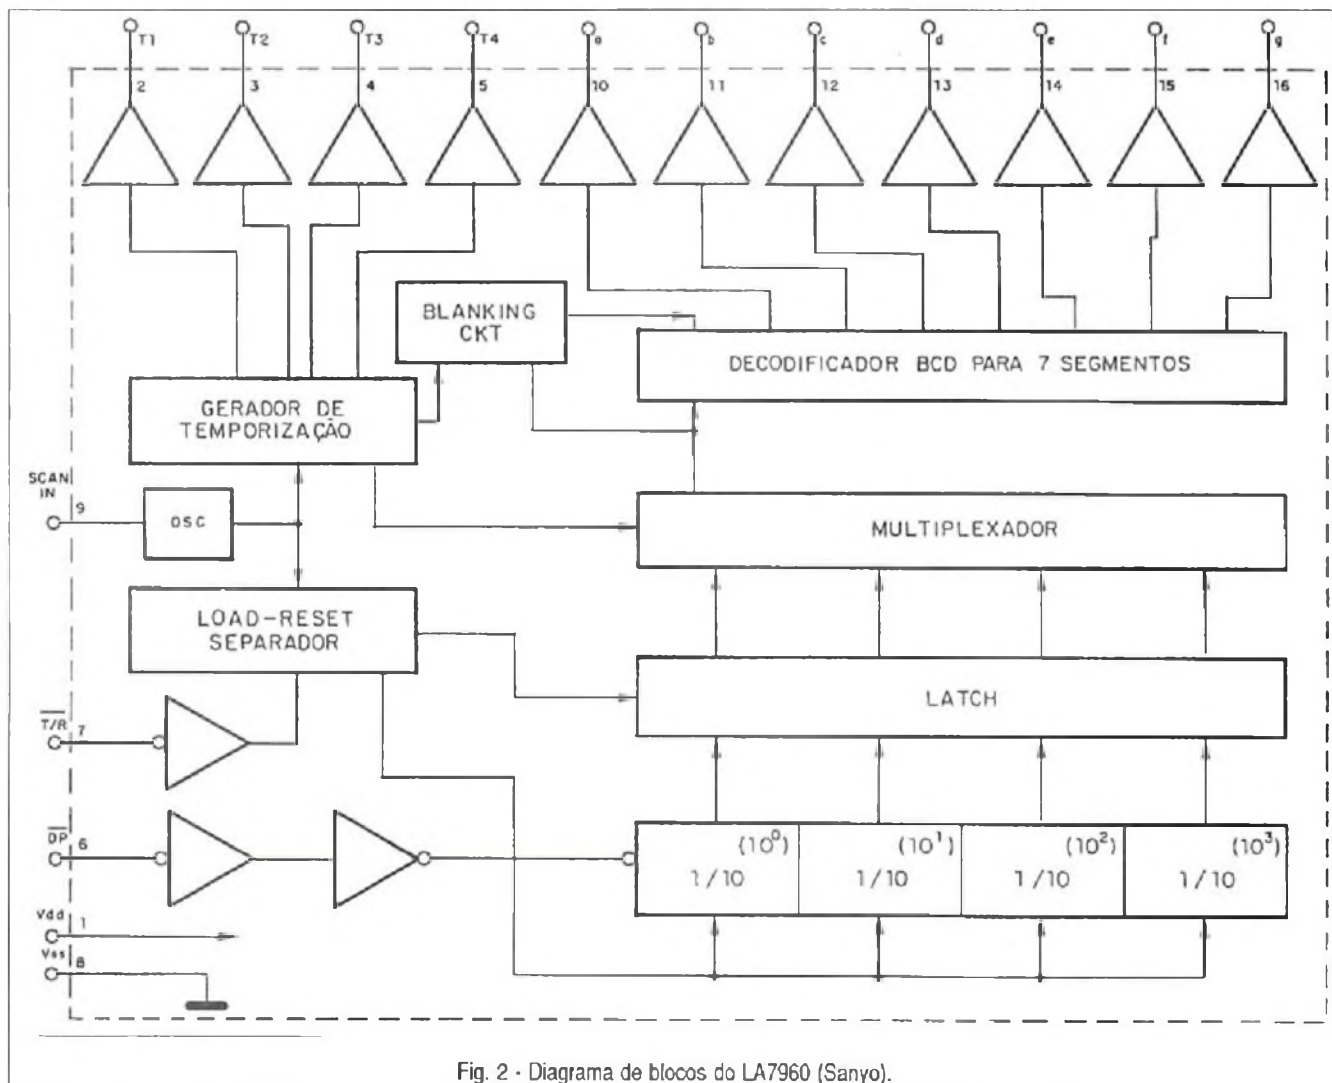 T1 T2 T3 T4 a b c d e f g
2 3 4 5 10 11 12 13 14 15 16
BLANKING
CKT
DECODIFICADOR BCD PARA 7 SEGMENTOS
GERADOR DE
TEMPORIZAÇÃO
SCAN
IN
9
OSC
MULTIPLEXADOR
LOAD-RESET
SEPARADOR
LATCH
T/R
7
DP
6
(10⁰) (10¹) (10²) (10³)
1/10 1/10 1/10 1/10
Vdd
1
Vss
8
Fig. 2 - Diagrama de blocos do LA7960 (Sanyo).